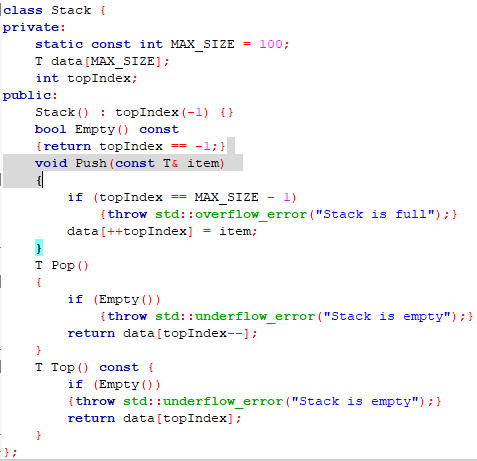 class Stack {
private:
    static const int MAX_SIZE = 100;
    T data[MAX_SIZE];
    int topIndex;
public:
    Stack() : topIndex(-1) {}
    bool Empty() const
    {return topIndex == -1;}
    void Push(const T& item)
    {
        if (topIndex == MAX_SIZE - 1)
            {throw std::overflow_error("Stack is full");}
        data[++topIndex] = item;
    }
    T Pop()
    {
        if (Empty())
            {throw std::underflow_error("Stack is empty");}
        return data[topIndex--];
    }
    T Top() const {
        if (Empty())
        {throw std::underflow_error("Stack is empty");}
        return data[topIndex];
    }
};